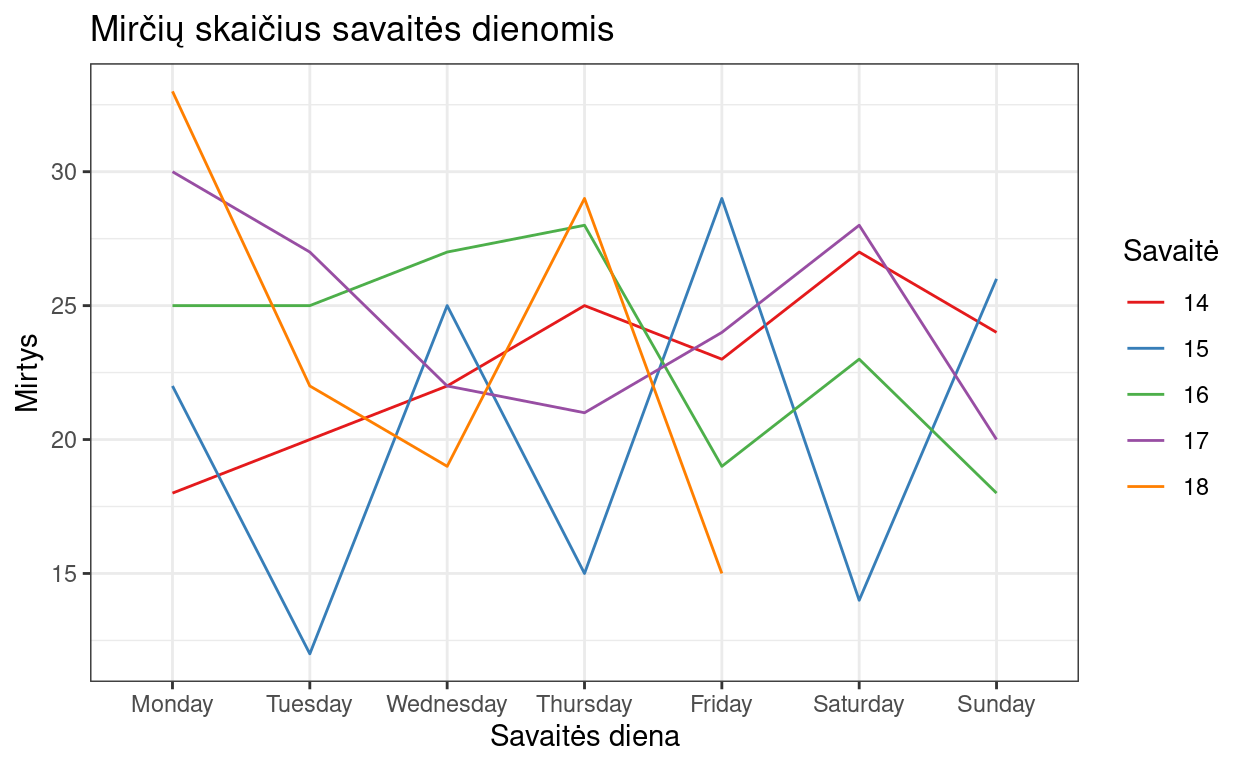 Mirčių skaičius savaitės dienomis
Mirtys
30
25
20
15
Monday Tuesday Wednesday Thursday Friday Saturday Sunday
Savaitės diena
Savaitė
14
15
16
17
18